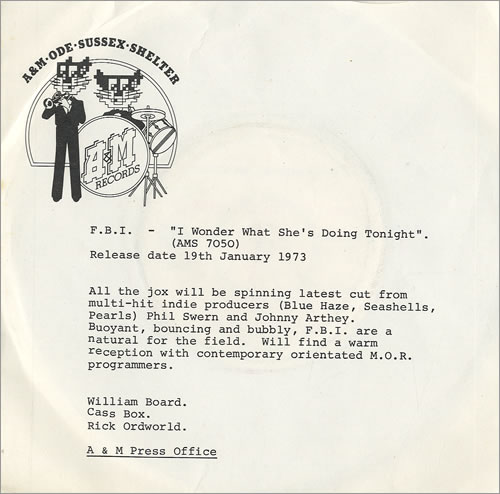 A&M·ODE·SUSSEX·SHELTER
A&M
RECORDS
F.B.I. - "I Wonder What She's Doing Tonight".
(AMS 7050)
Release date 19th January 1973
All the jox will be spinning latest cut from
multi-hit indie producers (Blue Haze, Seashells,
Pearls) Phil Swern and Johnny Arthey.
Buoyant, bouncing and bubbly, F.B.I. are a
natural for the field. Will find a warm
reception with contemporary orientated M.O.R.
programmers.
William Board.
Cass Box.
Rick Ordworld.
A & M Press Office